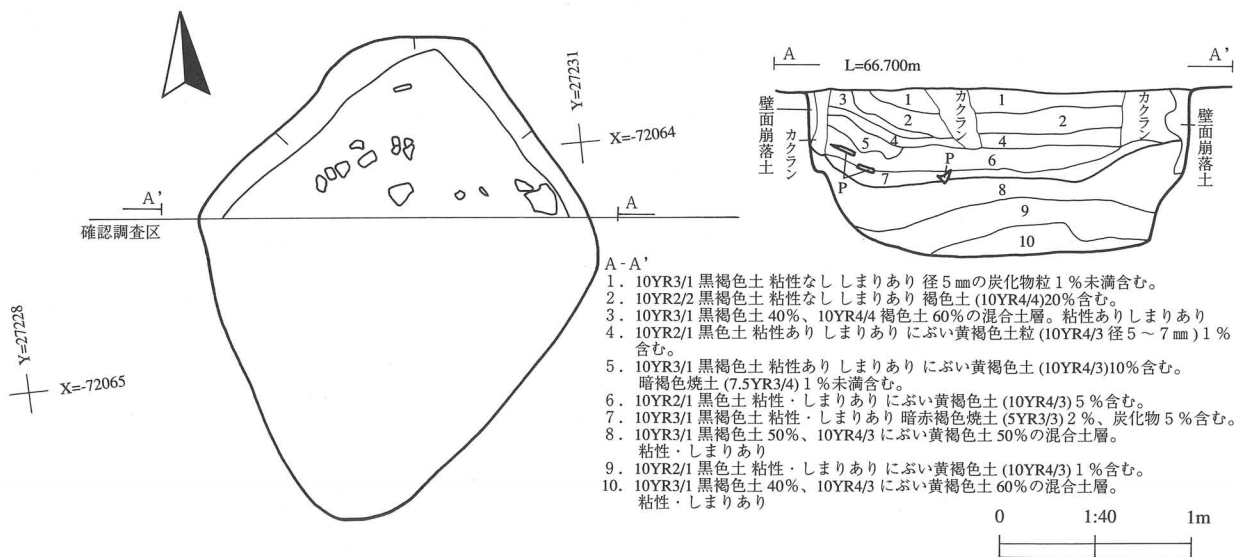 Y=27231
X=-72064
A'
A
確認調査区
Y=27228
X=-72065
A
A'
L=66.700m
壁面崩落土
カクラン
3
1
カクラン
1
カクラン
壁面崩落土
2
2
5
4
4
6
P
P
7
8
9
10
A-A'
1. 10YR3/1 黒褐色土 粘性なし しまりあり 径5㎜の炭化物粒1%未満含む。
2. 10YR2/2 黒褐色土 粘性なし しまりあり 褐色土 (10YR4/4)20%含む。
3. 10YR3/1 黒褐色土 40%、10YR4/4 褐色土 60%の混合土層。粘性ありしまりあり
4. 10YR2/1 黒色土 粘性あり しまりあり にぶい黄褐色土粒 (10YR4/3 径5~7㎜)1%
含む。
5. 10YR3/1 黒褐色土 粘性あり しまりあり にぶい黄褐色土 (10YR4/3)10%含む。
暗褐色焼土 (7.5YR3/4)1%未満含む。
6. 10YR2/1 黒色土 粘性・しまりあり にぶい黄褐色土 (10YR4/3)5%含む。
7. 10YR3/1 黒褐色土 粘性・しまりあり 暗赤褐色焼土 (5YR3/3)2%、炭化物5%含む。
8. 10YR3/1 黒褐色土 50%、10YR4/3 にぶい黄褐色土 50%の混合土層。
粘性・しまりあり
9. 10YR2/1 黒色土 粘性・しまりあり にぶい黄褐色土 (10YR4/3)1%含む。
10. 10YR3/1 黒褐色土 40%、10YR4/3 にぶい黄褐色土 60%の混合土層。
粘性・しまりあり
0 1:40 1m